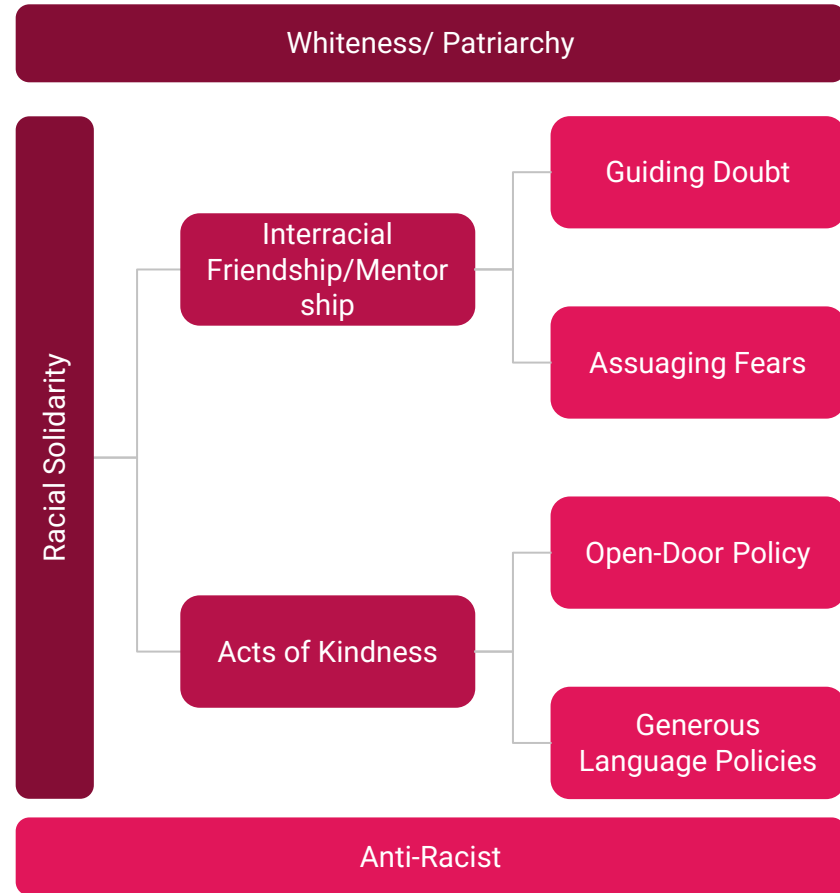 Whiteness/ Patriarchy
Racial Solidarity
Interracial
Friendship/Mentor
ship
Guiding Doubt
Assuaging Fears
Acts of Kindness
Open-Door Policy
Generous
Language Policies
Anti-Racist